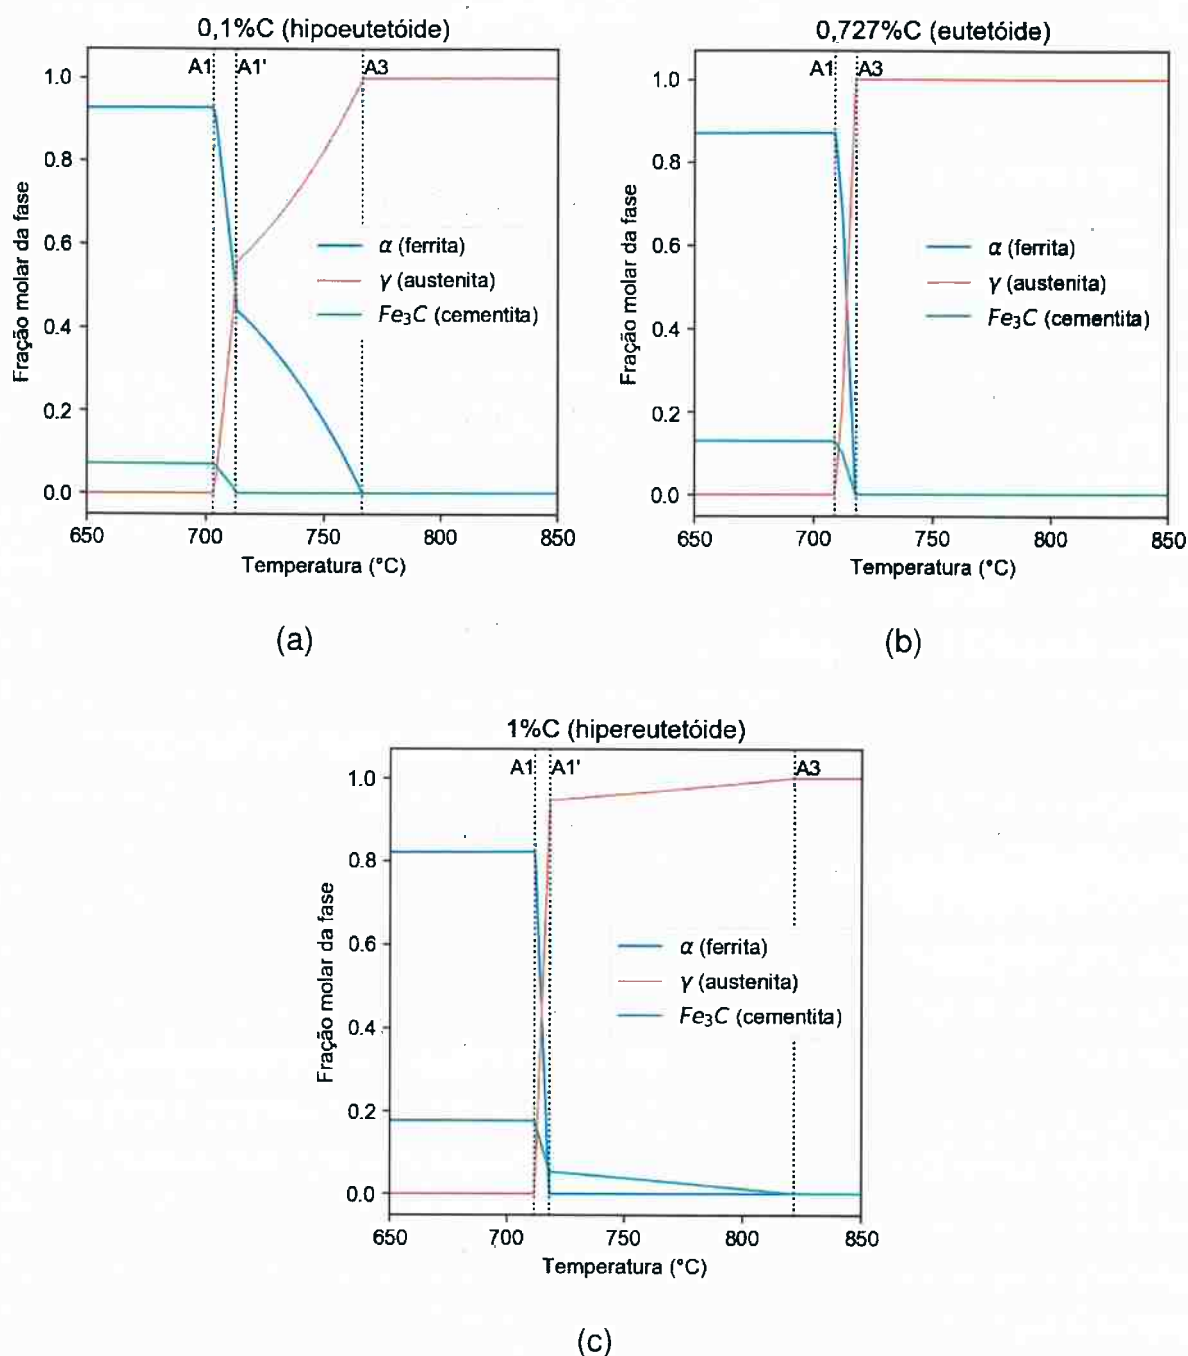 0,1%C (hipoeutetóide)
A1 A1' A3
1.0
0.8
0.6
0.4
0.2
0.0
Fração molar da fase
α (ferrita)
γ (austenita)
Fe₃C (cementita)
650 700 750 800 850
Temperatura (°C)
(a)
0,727%C (eutetóide)
A1 A3
1.0
0.8
0.6
0.4
0.2
0.0
Fração molar da fase
α (ferrita)
γ (austenita)
Fe₃C (cementita)
650 700 750 800 850
Temperatura (°C)
(b)
1%C (hipereutetóide)
A1 A1' A3
1.0
0.8
0.6
0.4
0.2
0.0
Fração molar da fase
α (ferrita)
γ (austenita)
Fe₃C (cementita)
650 700 750 800 850
Temperatura (°C)
(c)